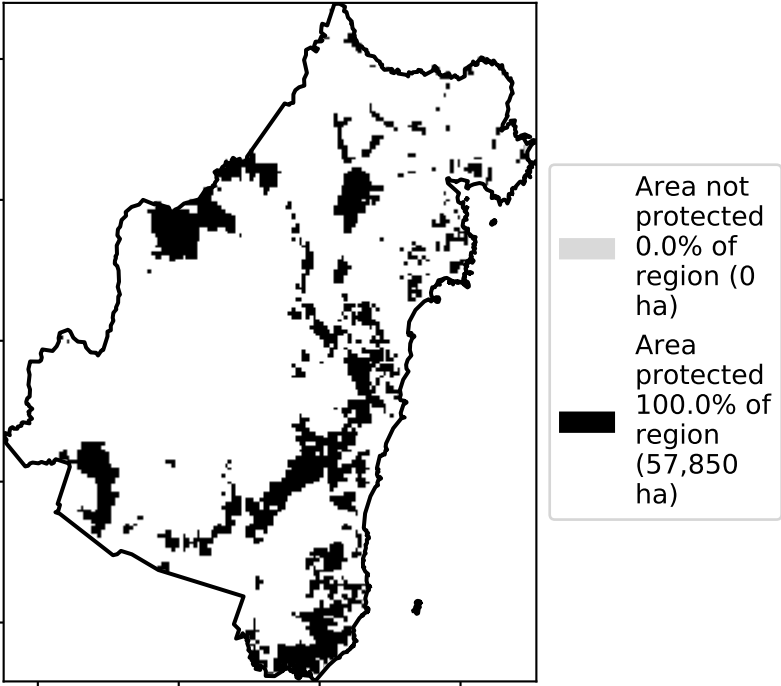 Area not
protected
0.0% of
region (0
ha)
Area
protected
100.0% of
region
(57,850
ha)